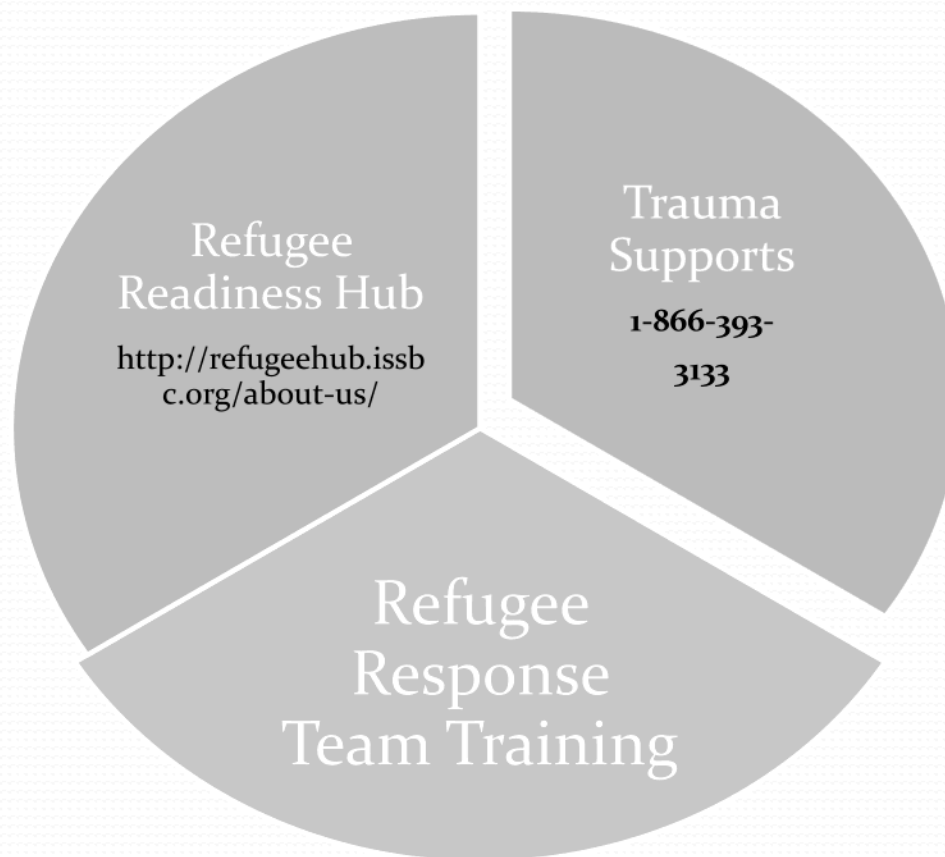 Refugee
Readiness Hub
http://refugeehub.issb
c.org/about-us/
Trauma
Supports
1-866-393-
3133
Refugee
Response
Team Training